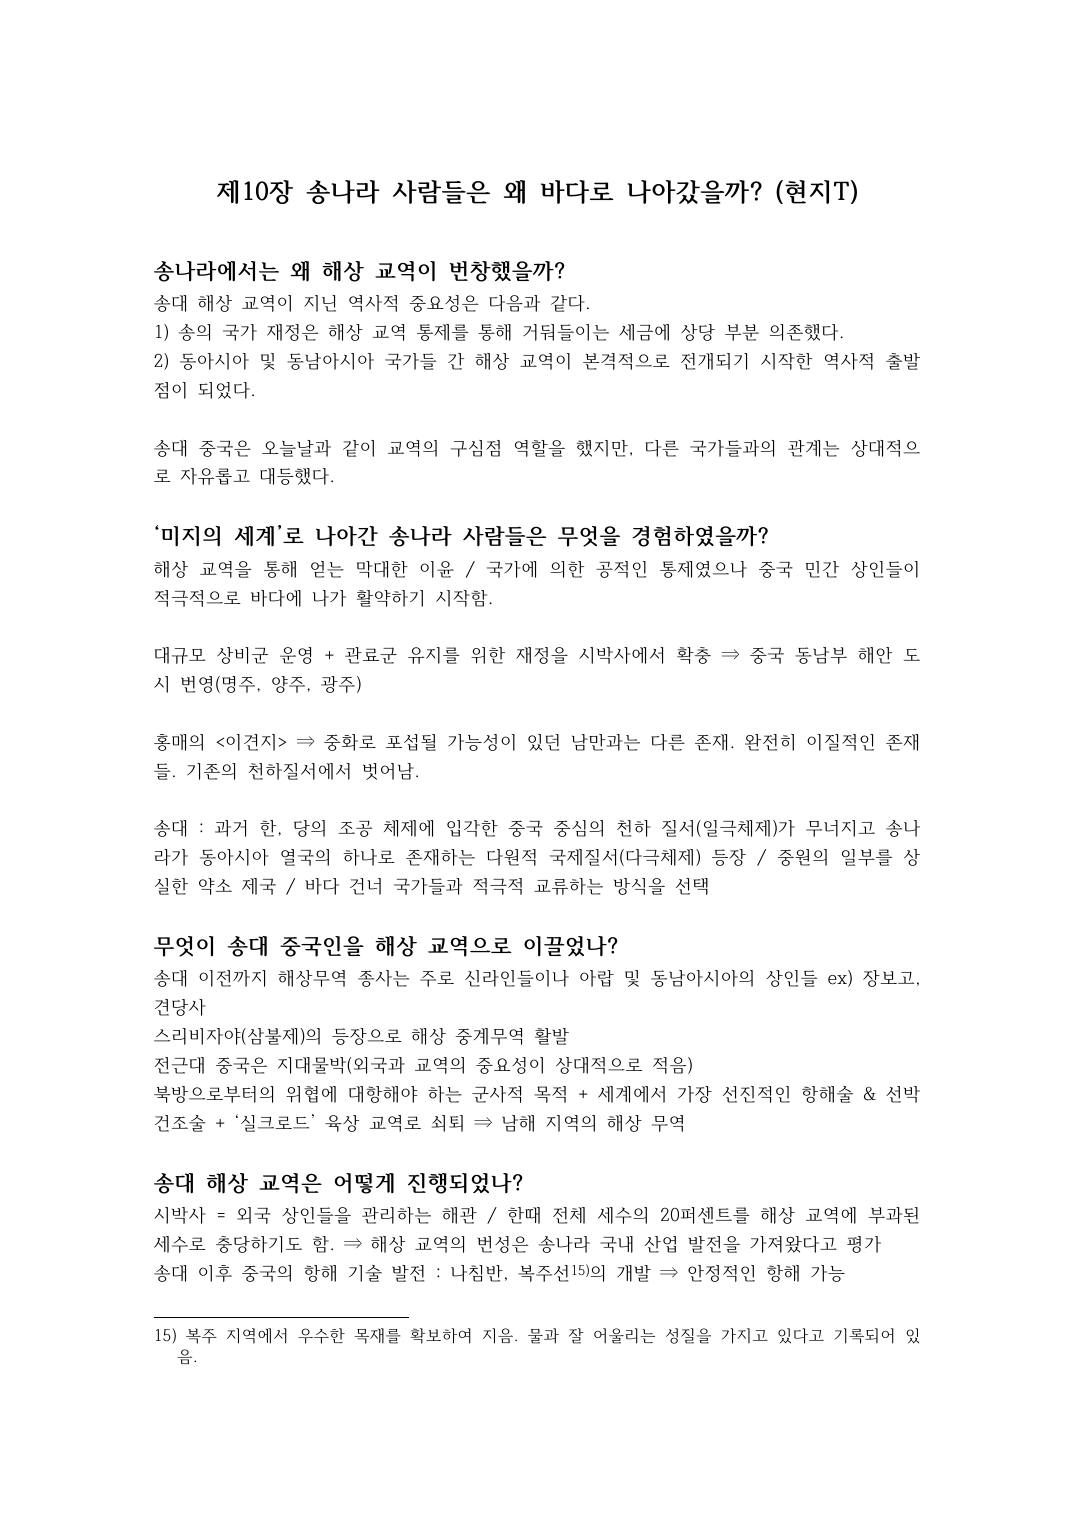 제10장 송나라 사람들은 왜 바다로 나아갔을까? (현지T)
송나라에서는 왜 해상 교역이 번창했을까?
송대 해상 교역이 지닌 역사적 중요성은 다음과 같다.
1) 송의 국가 재정은 해상 교역 통제를 통해 거둬들이는 세금에 상당 부분 의존했다.
2) 동아시아 및 동남아시아 국가들 간 해상 교역이 본격적으로 전개되기 시작한 역사적 출발
점이 되었다.
송대 중국은 오늘날과 같이 교역의 구심점 역할을 했지만, 다른 국가들과의 관계는 상대적으
로 자유롭고 대등했다.
‘미지의 세계’로 나아간 송나라 사람들은 무엇을 경험하였을까?
해상 교역을 통해 얻는 막대한 이윤 / 국가에 의한 공적인 통제였으나 중국 민간 상인들이
적극적으로 바다에 나가 활약하기 시작함.
대규모 상비군 운영 + 관료군 유지를 위한 재정을 시박사에서 확충 ⇒ 중국 동남부 해안 도
시 번영(명주, 양주, 광주)
홍매의 <이견지> ⇒ 중화로 포섭될 가능성이 있던 남만과는 다른 존재. 완전히 이질적인 존재
들. 기존의 천하질서에서 벗어남.
송대 : 과거 한, 당의 조공 체제에 입각한 중국 중심의 천하 질서(일극체제)가 무너지고 송나
라가 동아시아 열국의 하나로 존재하는 다원적 국제질서(다극체제) 등장 / 중원의 일부를 상
실한 약소 제국 / 바다 건너 국가들과 적극적 교류하는 방식을 선택
무엇이 송대 중국인을 해상 교역으로 이끌었나?
송대 이전까지 해상무역 종사는 주로 신라인들이나 아랍 및 동남아시아의 상인들 ex) 장보고,
견당사
스리비자야(삼불제)의 등장으로 해상 중계무역 활발
전근대 중국은 지대물박(외국과 교역의 중요성이 상대적으로 적음)
북방으로부터의 위협에 대항해야 하는 군사적 목적 + 세계에서 가장 선진적인 항해술 & 선박
건조술 + ‘실크로드’ 육상 교역로 쇠퇴 ⇒ 남해 지역의 해상 무역
송대 해상 교역은 어떻게 진행되었나?
시박사 = 외국 상인들을 관리하는 해관 / 한때 전체 세수의 20퍼센트를 해상 교역에 부과된
세수로 충당하기도 함. ⇒ 해상 교역의 번성은 송나라 국내 산업 발전을 가져왔다고 평가
송대 이후 중국의 항해 기술 발전 : 나침반, 복주선15)의 개발 ⇒ 안정적인 항해 가능
15) 복주 지역에서 우수한 목재를 확보하여 지음. 물과 잘 어울리는 성질을 가지고 있다고 기록되어 있
음.